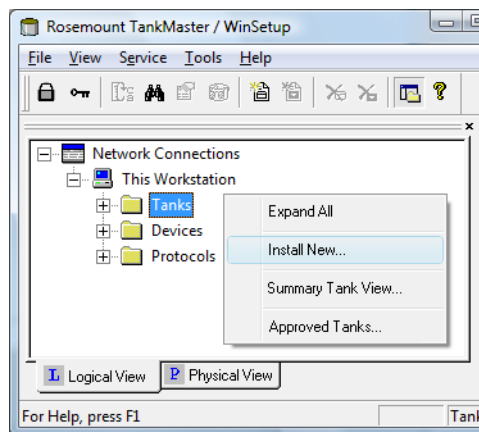 Rosemount TankMaster / WinSetup
File View Service Tools Help
Network Connections
This Workstation
Tanks
Devices
Protocols
Expand All
Install New...
Summary Tank View...
Approved Tanks...
L Logical View P Physical View
For Help, press F1 Tank